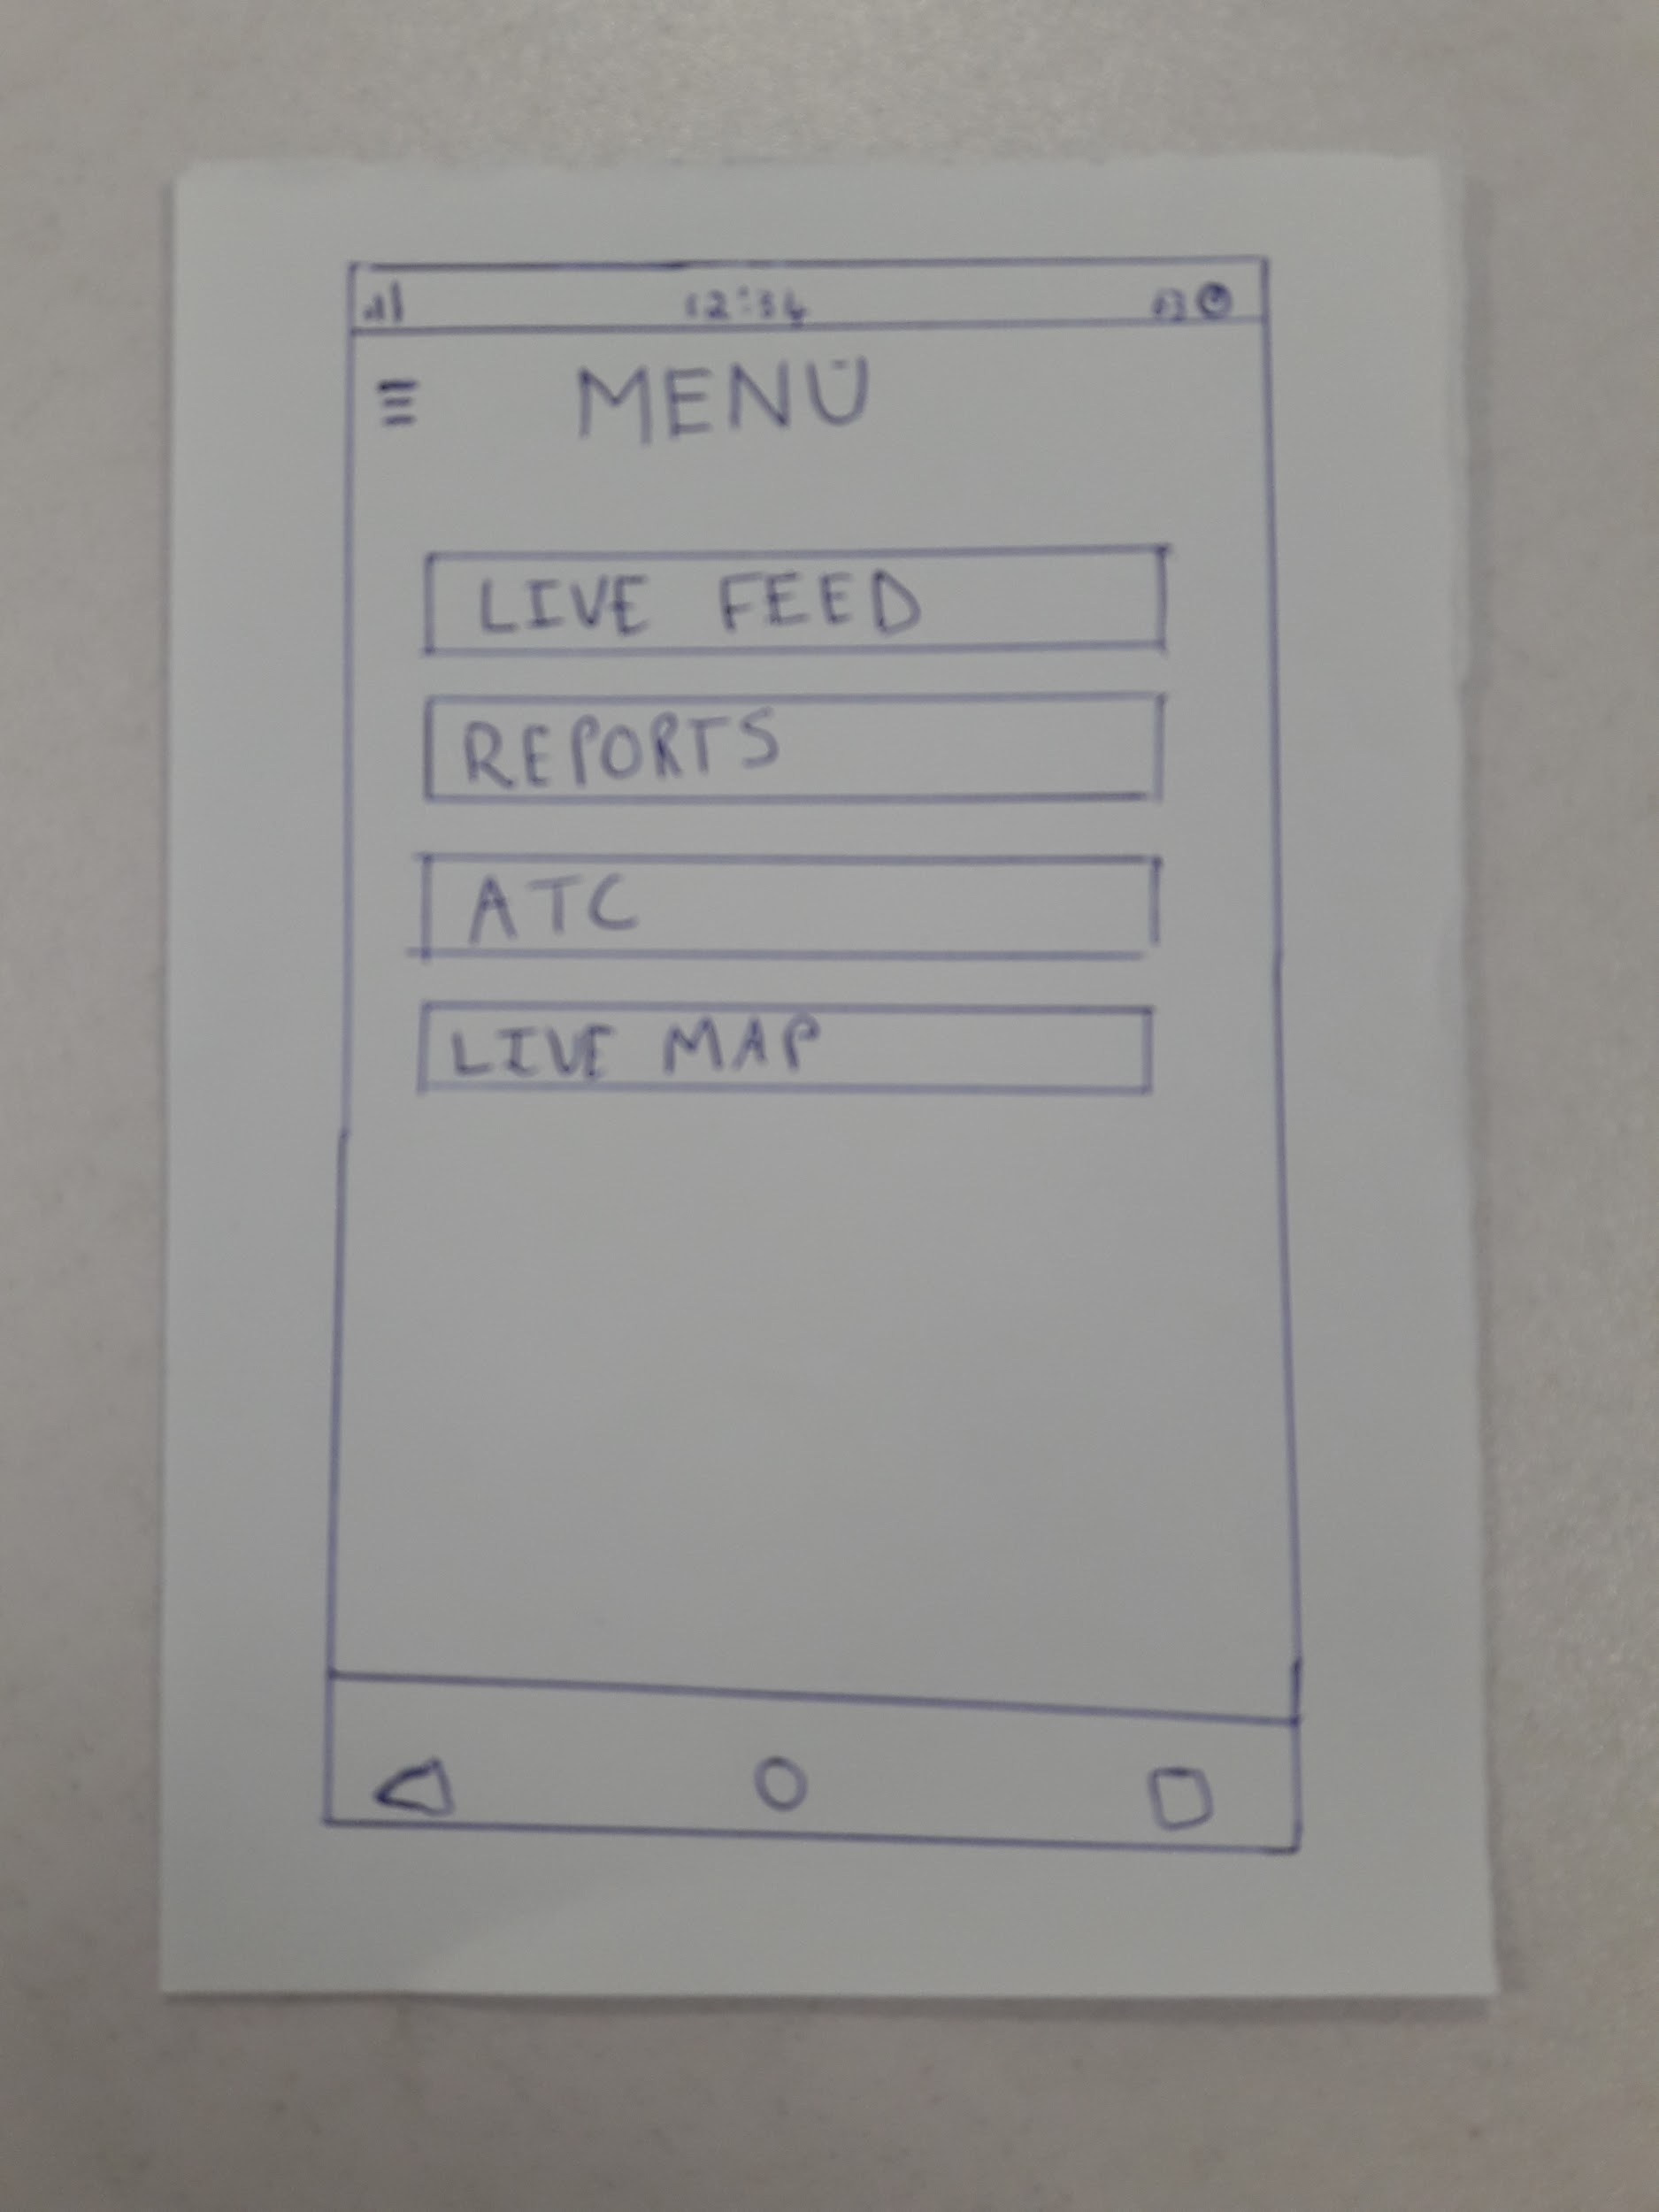 12:34
MENÜ
LIVE FEED
REPORTS
ATC
LIVE MAP